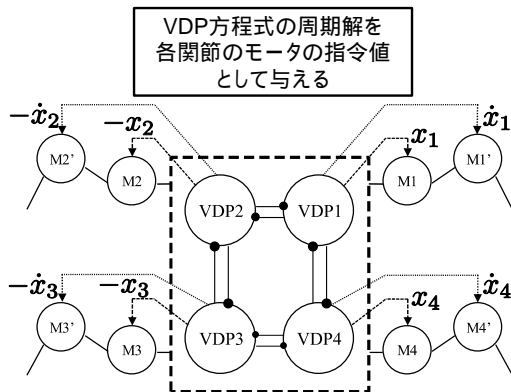 VDP方程式の周期解を
各関節のモータの指令値
として与える
−ẋ₂ −x₂ x₁ ẋ₁
M2' M2 VDP2 VDP1 M1 M1'
−ẋ₃ −x₃ x₄ ẋ₄
M3' M3 VDP3 VDP4 M4 M4'